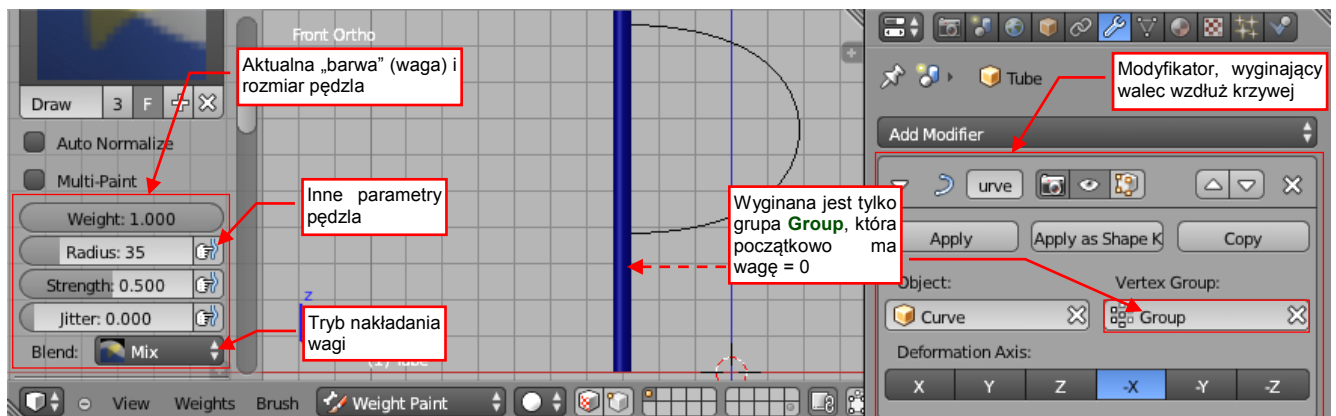 Draw 3 F
Auto Normalize
Multi-Paint
Weight: 1.000
Radius: 35
Strength: 0.500
Jitter: 0.000
Blend: Mix
Aktualna „barwa” (waga) i
rozmiar pędzla
Inne parametry
pędzla
Tryb nakładania
wagi
Front Ortho
z
(1) Tube
Wyginana jest tylko
grupa Group, która
początkowo ma
wagę = 0
View Weights Brush Weight Paint
Tube
Modyfikator, wyginający
walec wzdłuż krzywej
Add Modifier
urve
Apply Apply as Shape K Copy
Object: Vertex Group:
Curve Group
Deformation Axis:
X Y Z -X -Y -Z